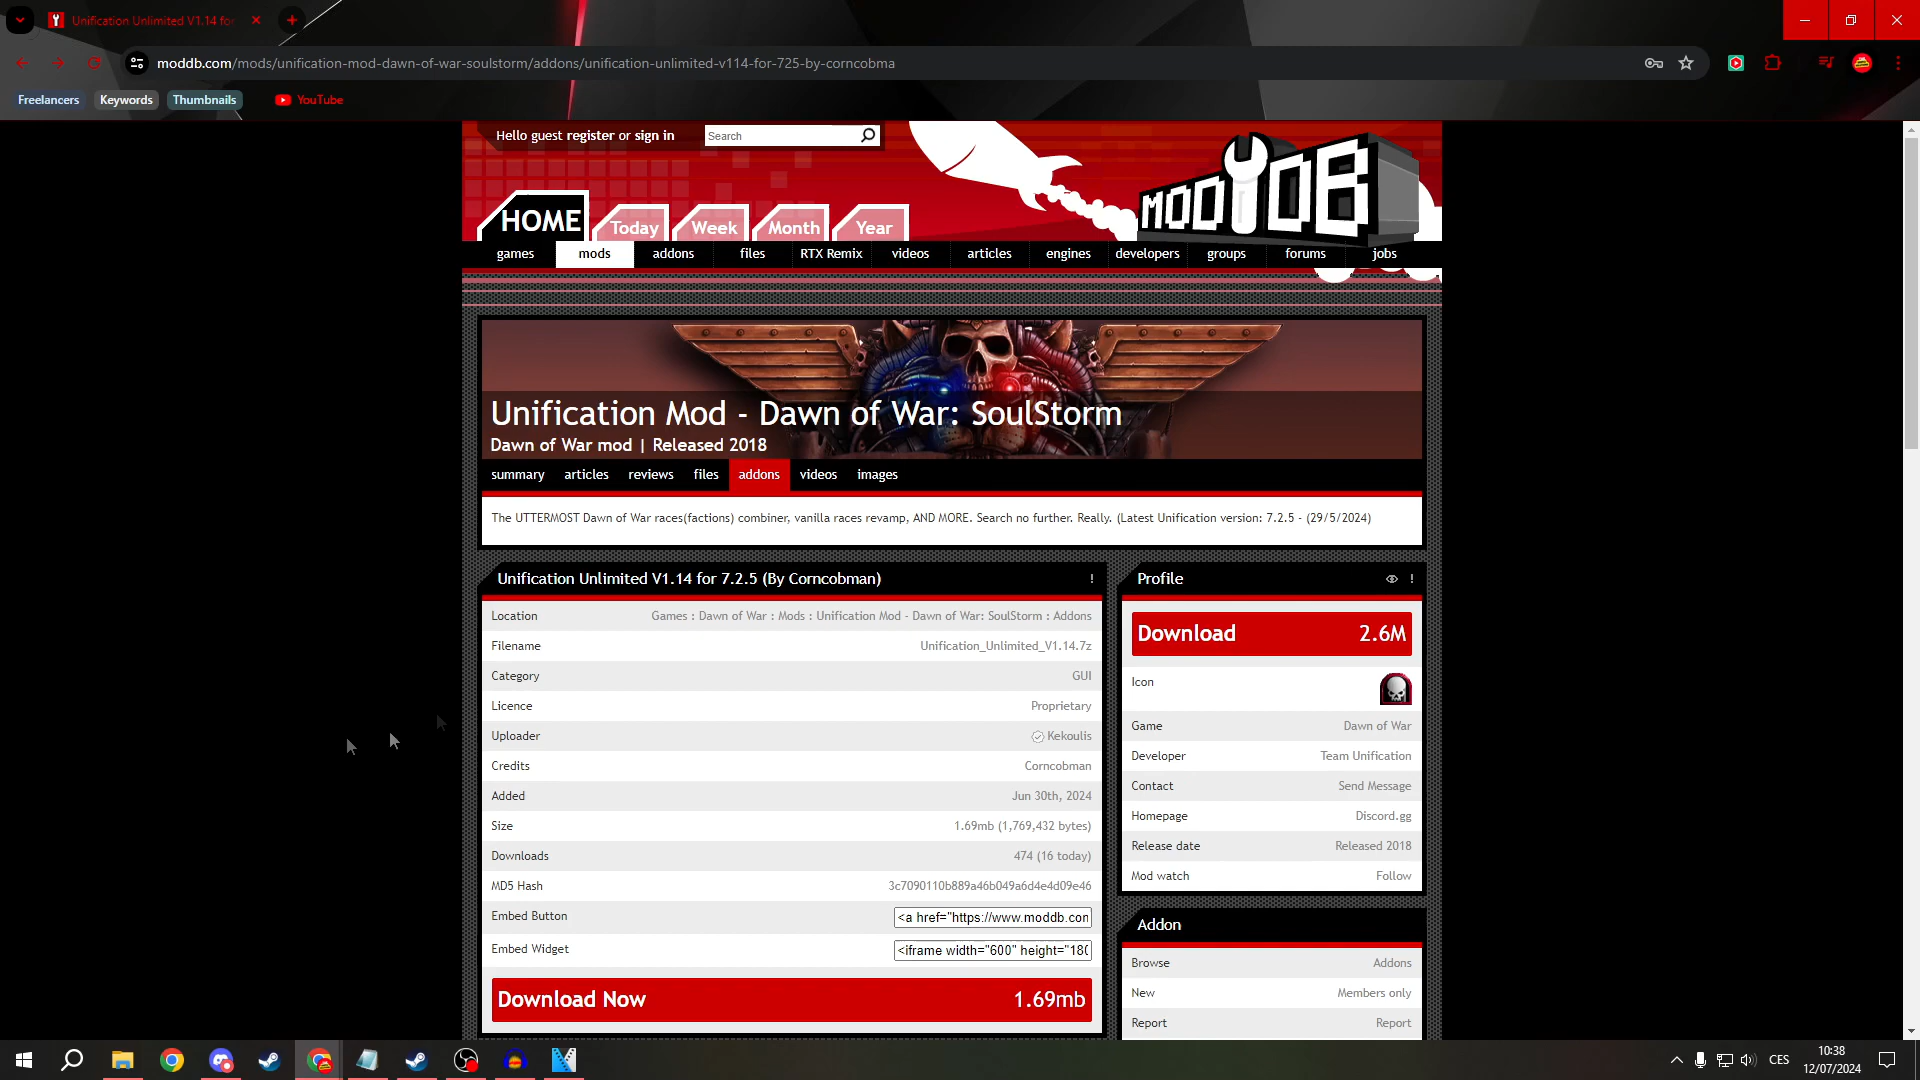 Unification Unlimited V1.14 for
moddb.com/mods/unification-mod-dawn-of-war-soulstorm/addons/unification-unlimited-v114-for-725-by-corncobma
Freelancers Keywords Thumbnails YouTube
Hello guest register or sign in Search
MOD DB
HOME Today Week Month Year
games mods addons files RTX Remix videos articles engines developers groups forums jobs
Unification Mod - Dawn of War: SoulStorm
Dawn of War mod | Released 2018
summary articles reviews files addons videos images
The UTTERMOST Dawn of War races(factions) combiner, vanilla races revamp, AND MORE. Search no further. Really. (Latest Unification version: 7.2.5 - (29/5/2024)
Unification Unlimited V1.14 for 7.2.5 (By Corncobman) !
Location Games : Dawn of War : Mods : Unification Mod - Dawn of War: SoulStorm : Addons
Filename Unification_Unlimited_V1.14.7z
Category GUI
Licence Proprietary
Uploader Kekoulis
Credits Corncobman
Added Jun 30th, 2024
Size 1.69mb (1,769,432 bytes)
Downloads 474 (16 today)
MD5 Hash 3c7090110b889a46b049a6d4e4d09e46
Embed Button <a href="https://www.moddb.con
Embed Widget <iframe width="600" height="180
Download Now 1.69mb
Profile !
Download 2.6M
Icon
Game Dawn of War
Developer Team Unification
Contact Send Message
Homepage Discord.gg
Release date Released 2018
Mod watch Follow
Addon
Browse Addons
New Members only
Report Report
CES
10:38
12/07/2024